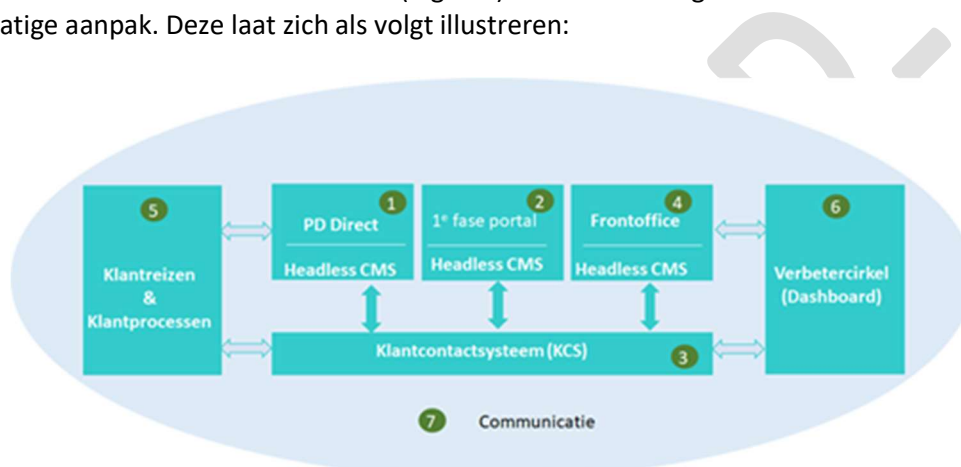 atige aanpak. Deze laat zich als volgt illustreren:
5
Klantreizen
&
Klantprocessen
1
PD Direct
Headless CMS
2
1e fase portal
Headless CMS
4
Frontoffice
Headless CMS
6
Verbetercirkel
(Dashboard)
Klantcontactsysteem (KCS)
3
7 Communicatie